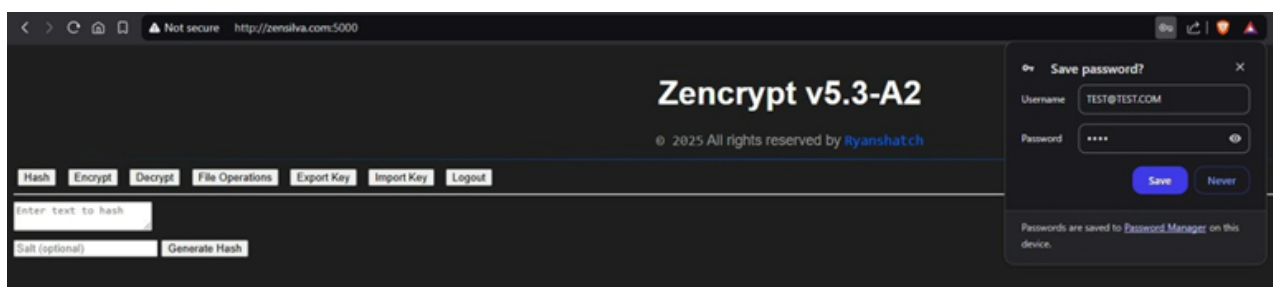 Not secure http://zensilva.com:5000
Zencrypt v5.3-A2
© 2025 All rights reserved by Ryanshatch
Hash Encrypt Decrypt File Operations Export Key Import Key Logout
Enter text to hash
Salt (optional) Generate Hash
Save password?
Username TEST@TEST.COM
Password ••••
Save Never
Passwords are saved to Password Manager on this
device.